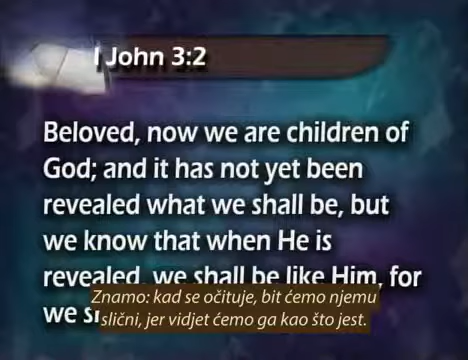 I John 3:2
Beloved, now we are children of
God; and it has not yet been
revealed what we shall be, but
we know that when He is
revealed, we shall be like Him, for
we
Znamo: kad se očituje, bit ćemo njemu
slični, jer vidjet ćemo ga kao što jest.